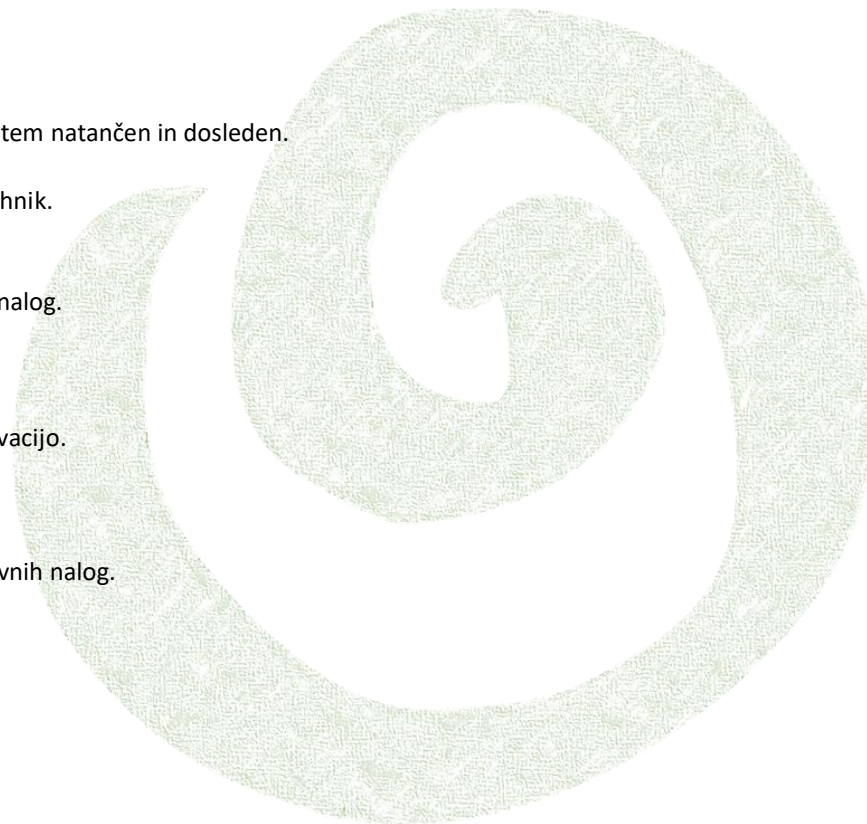 tem natančen in dosleden.
hnik.
nalog.
vacijo.
vnih nalog.